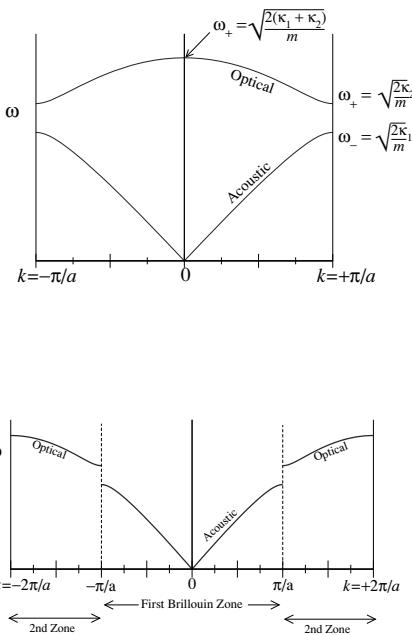 ω₊ = √(2(κ₁ + κ₂)/m)
Optical
ω₊ = √(2κ₂/m)
ω
ω₋ = √(2κ₁/m)
Acoustic
k=−π/a 0 k=+π/a
Optical Optical
Acoustic
−2π/a −π/a 0 π/a k=+2π/a
First Brillouin Zone
2nd Zone 2nd Zone